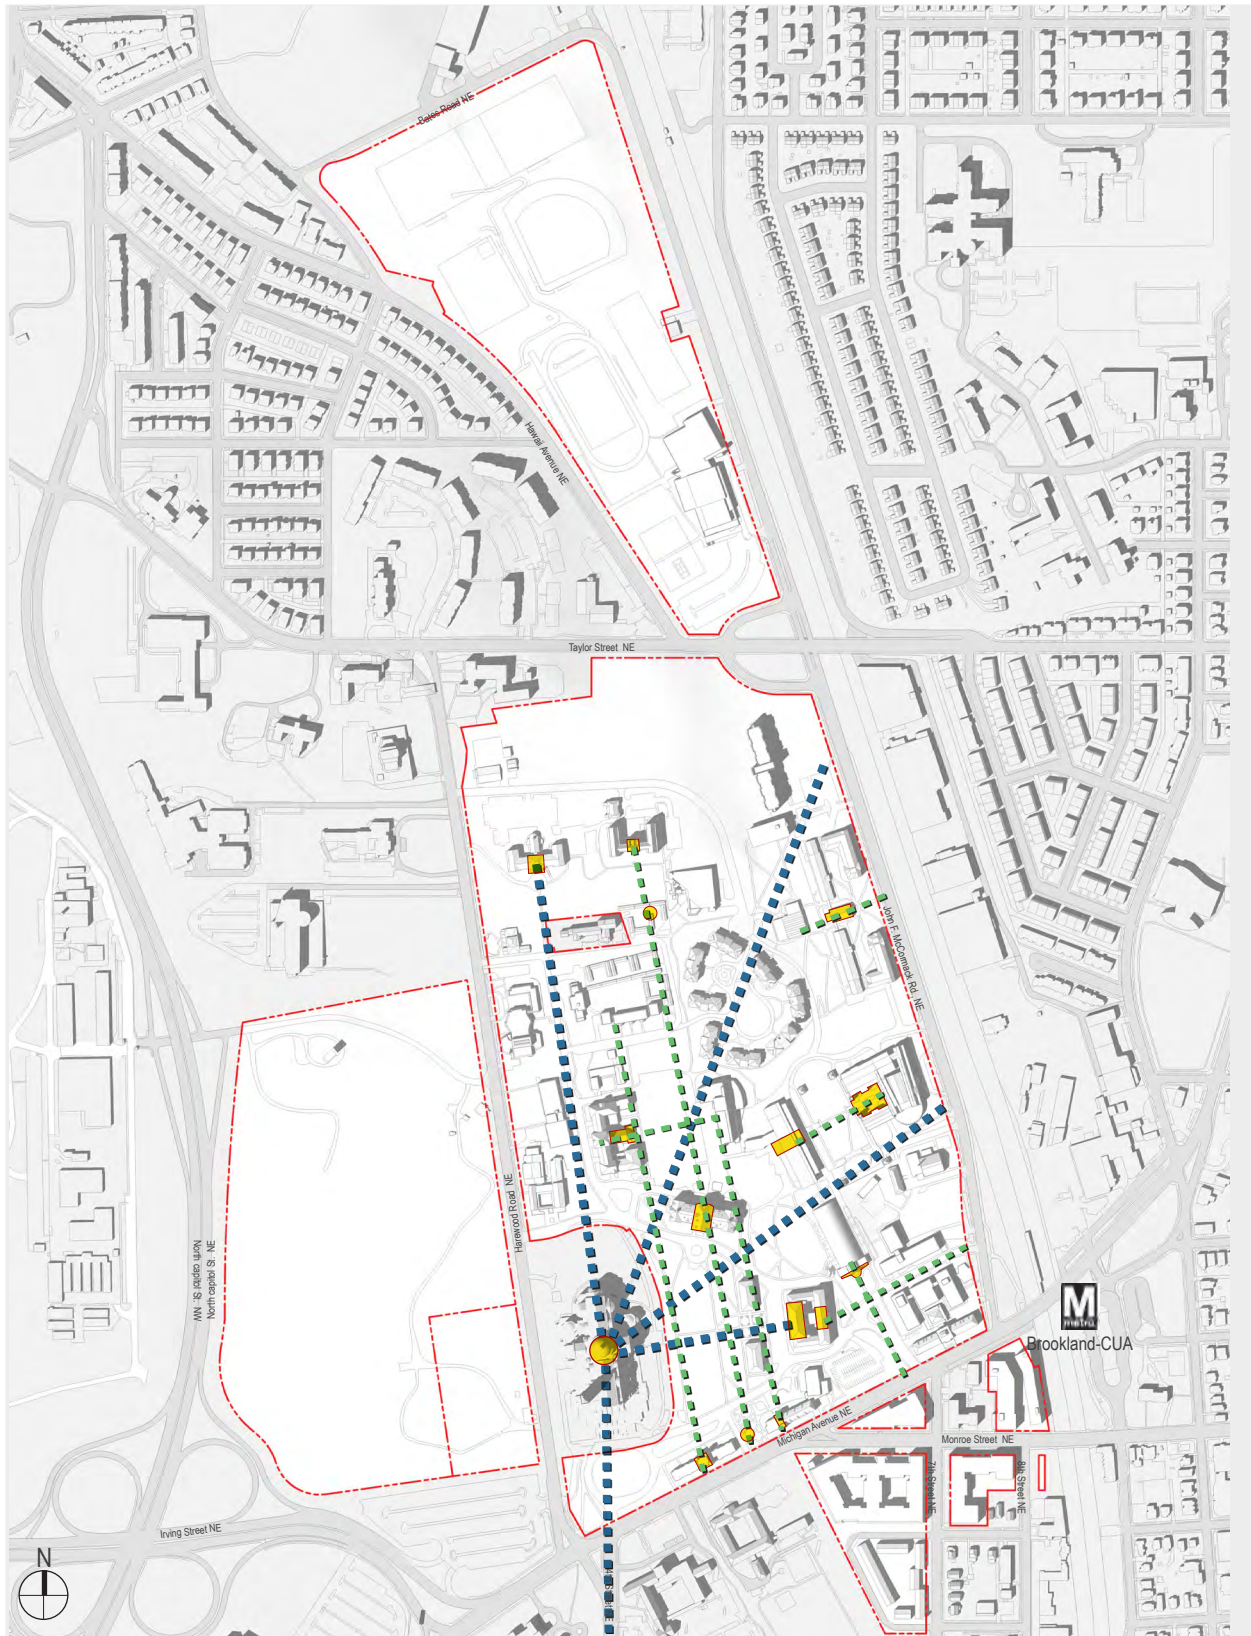 Bates Road NE
Hawaii Avenue NE
Taylor Street NE
John F. McCormack Rd. NE
Harewood Road NE
North capitol St. NE
North capitol St. NW
M
metro
Brookland-CUA
Michigan Avenue NE
Monroe Street NE
7th Street NE
8th Street NE
Irving Street NE
N